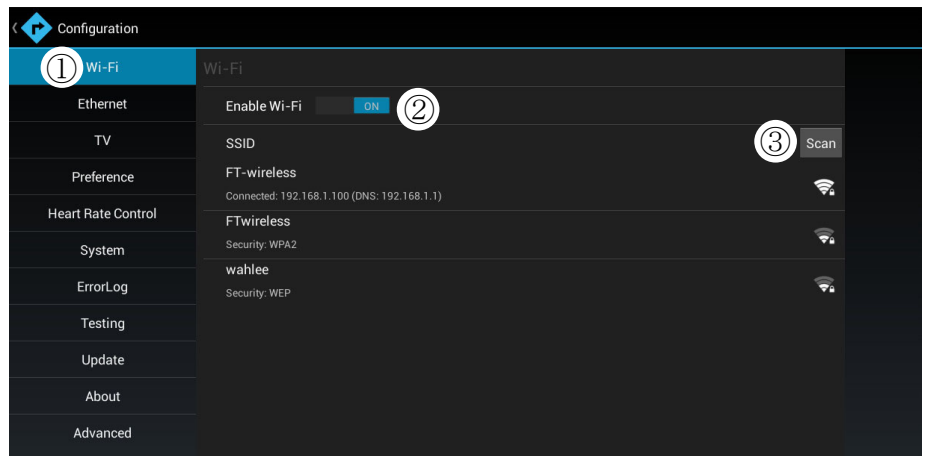 Configuration
① Wi-Fi
Ethernet
TV
Preference
Heart Rate Control
System
ErrorLog
Testing
Update
About
Advanced
Wi-Fi
Enable Wi-Fi ON ②
SSID ③ Scan
FT-wireless
Connected: 192.168.1.100 (DNS: 192.168.1.1)
FTwireless
Security: WPA2
wahlee
Security: WEP